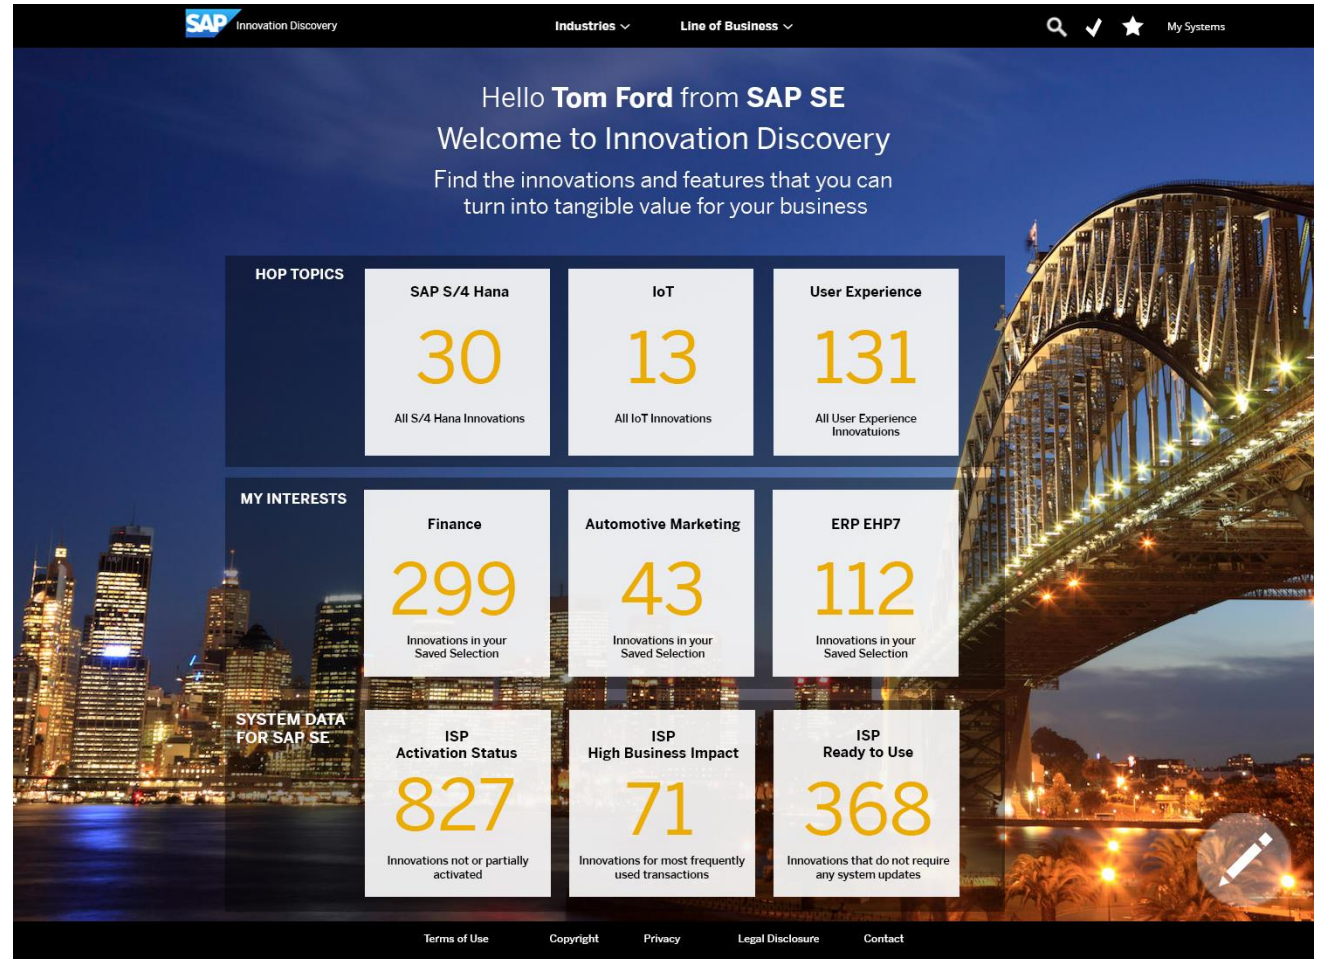 SAP Innovation Discovery
Industries
Line of Business
My Systems
Hello Tom Ford from SAP SE
Welcome to Innovation Discovery
Find the innovations and features that you can
turn into tangible value for your business
HOP TOPICS
SAP S/4 Hana
30
All S/4 Hana Innovations
IoT
13
All IoT Innovations
User Experience
131
All User Experience
Innovatuions
MY INTERESTS
Finance
299
Innovations in your
Saved Selection
Automotive Marketing
43
Innovations in your
Saved Selection
ERP EHP7
112
Innovations in your
Saved Selection
SYSTEM DATA
FOR SAP SE
ISP
Activation Status
827
Innovations not or partially
activated
ISP
High Business Impact
71
Innovations for most frequently
used transactions
ISP
Ready to Use
368
Innovations that do not require
any system updates
Terms of Use
Copyright
Privacy
Legal Disclosure
Contact